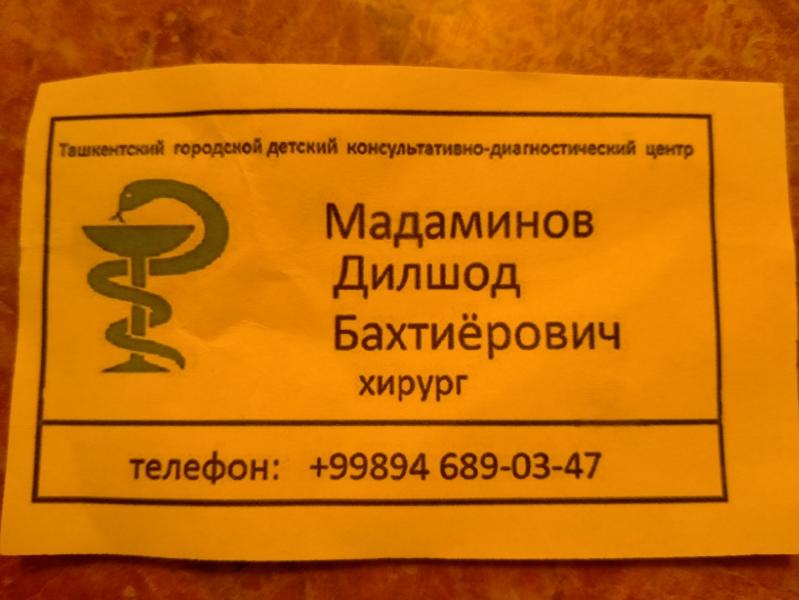 Ташкентский городской детский консультативно-диагностический центр
Мадаминов
Дилшод
Бахтиёрович
хирург
телефон: +99894 689-03-47